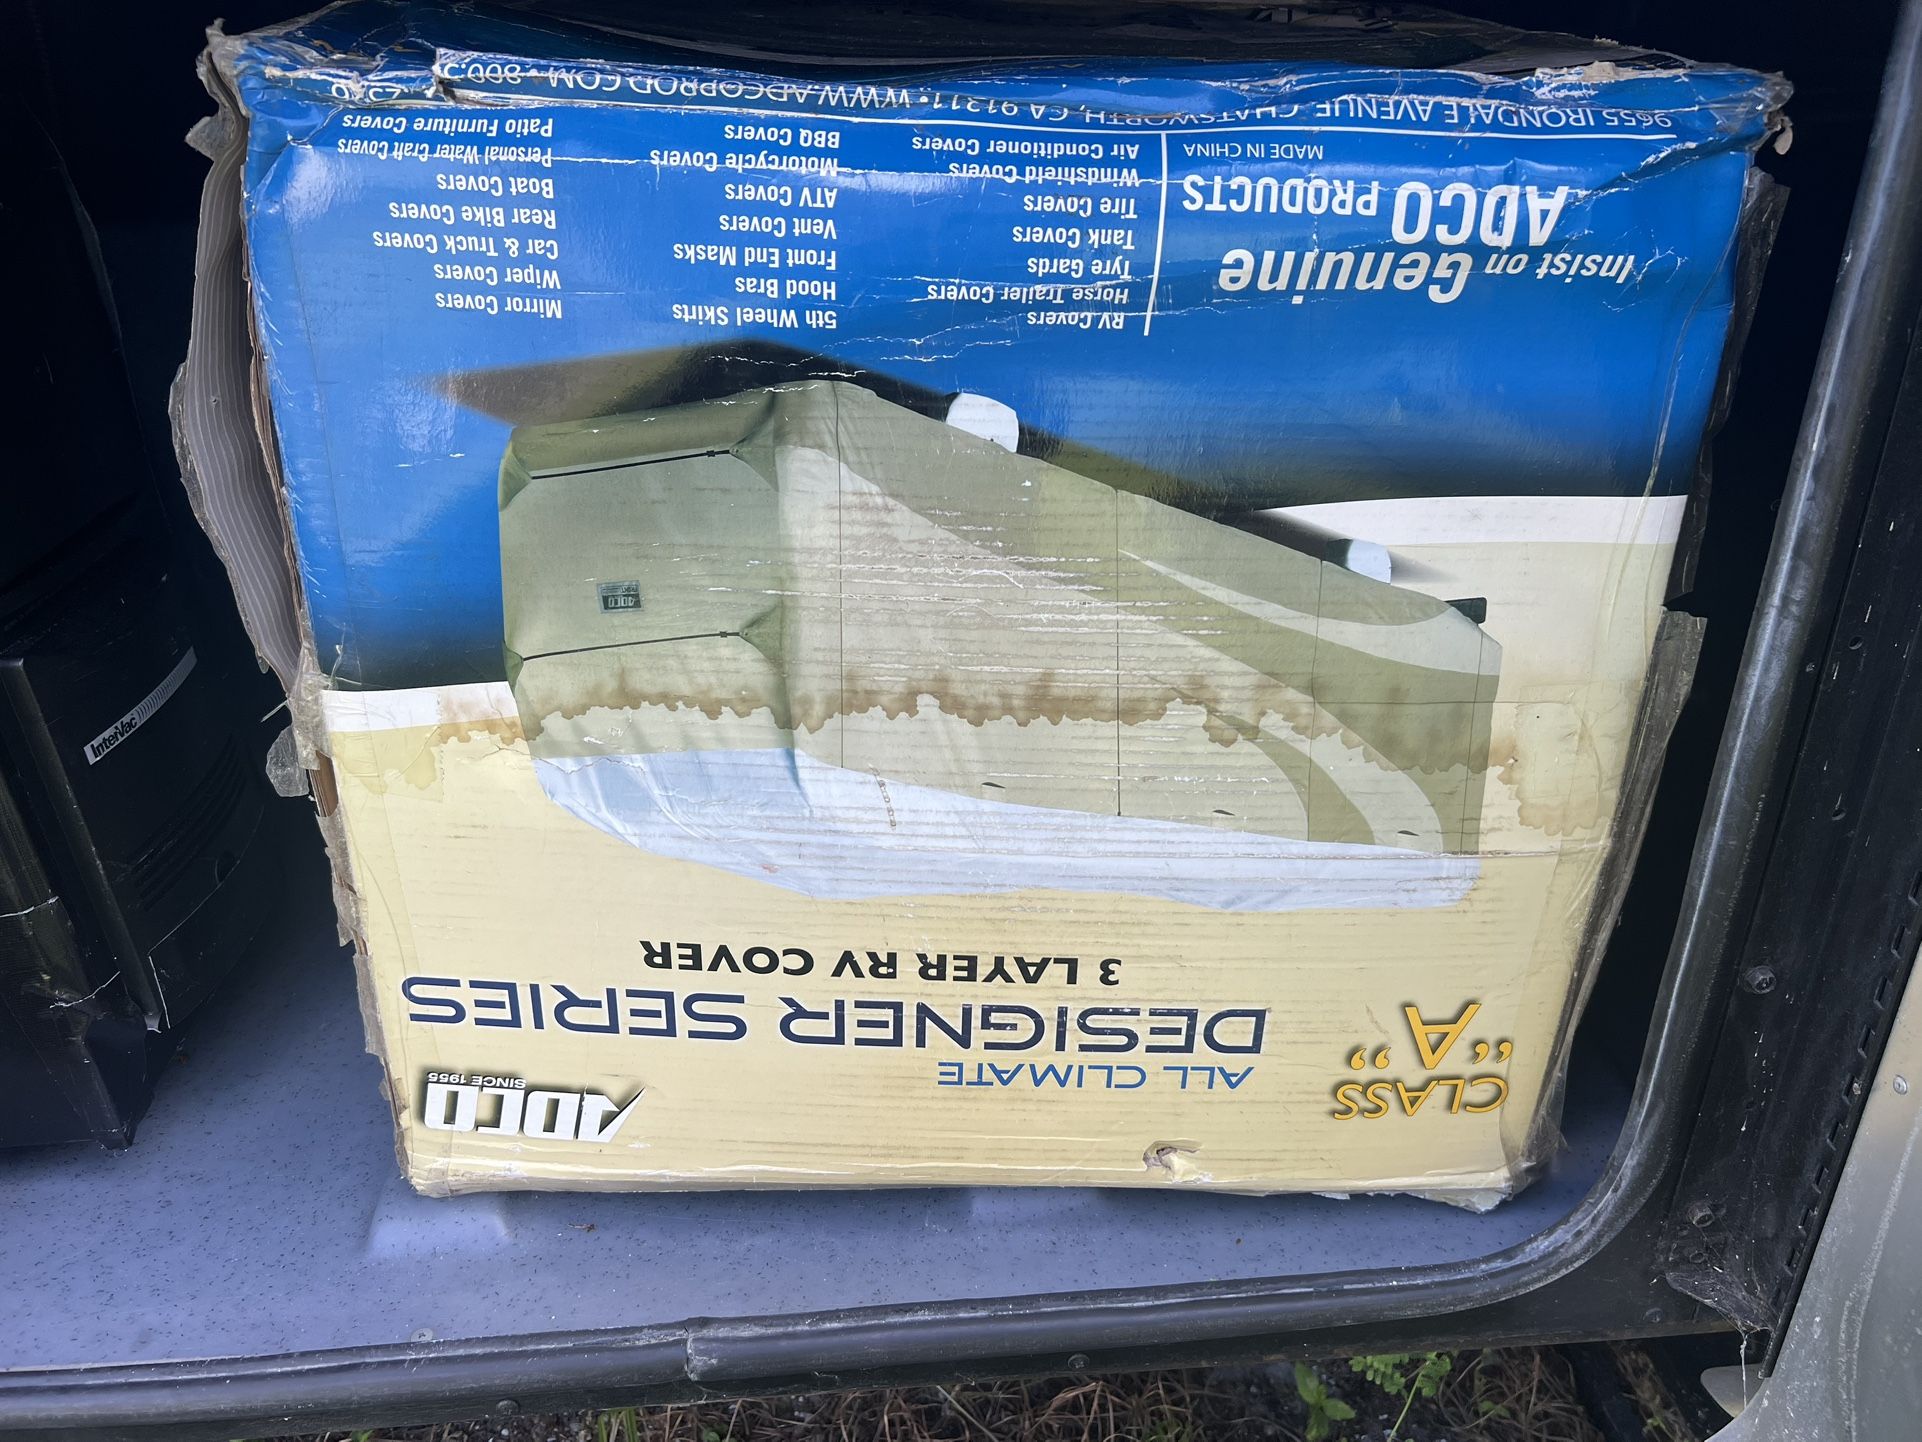 ADCO
SINCE 1955
CLASS
"A"
ALL CLIMATE
DESIGNER SERIES
3 LAYER RV COVER
ADCO
Insist on Genuine
ADCO PRODUCTS
MADE IN CHINA
RV Covers
Horse Trailer Covers
Tyre Gards
Tank Covers
Tire Covers
Windshield Covers
Air Conditioner Covers
5th Wheel Skirts
Hood Bras
Front End Masks
Vent Covers
ATV Covers
Motorcycle Covers
BBQ Covers
Mirror Covers
Wiper Covers
Car & Truck Covers
Rear Bike Covers
Boat Covers
Personal Water Craft Covers
Patio Furniture Covers
9655 IRONDALE AVENUE, CHATSWORTH, CA 91311 • WWW.ADCOPROD.COM • 800.
InterVac